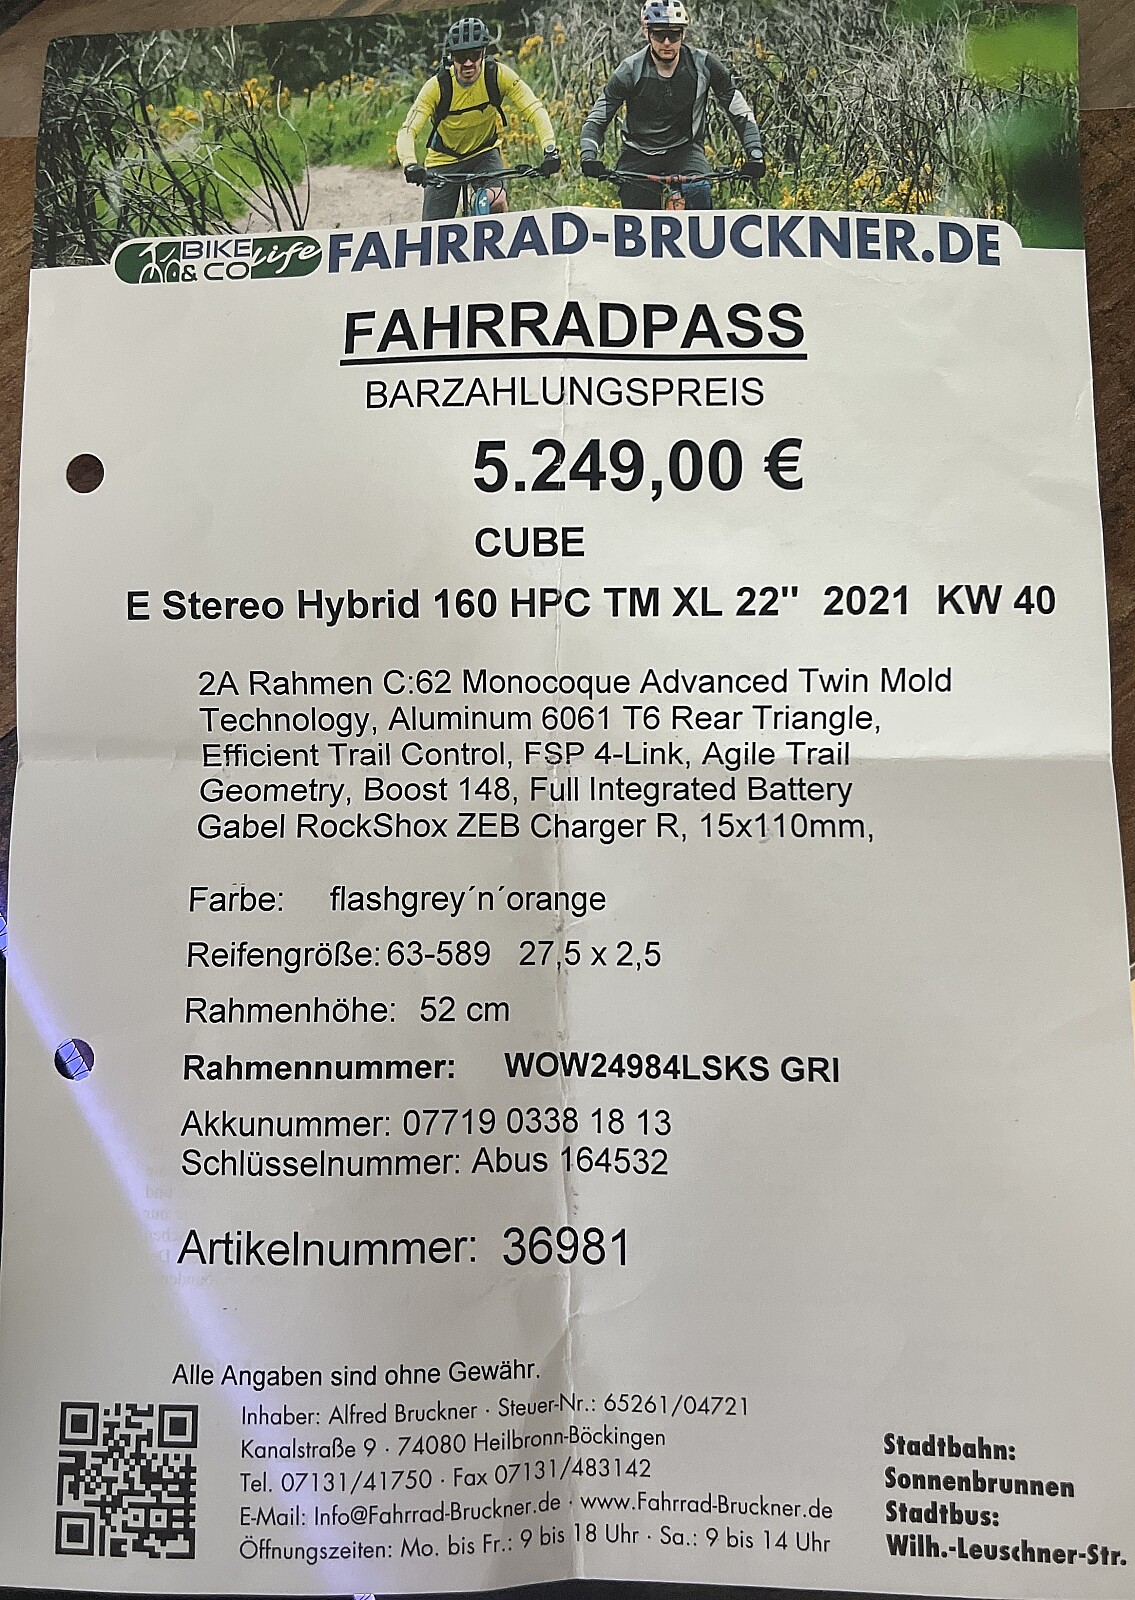 BIKE & CO Life FAHRRAD-BRUCKNER.DE
FAHRRADPASS
BARZAHLUNGSPREIS
5.249,00 €
CUBE
E Stereo Hybrid 160 HPC TM XL 22" 2021 KW 40
2A Rahmen C:62 Monocoque Advanced Twin Mold
Technology, Aluminum 6061 T6 Rear Triangle,
Efficient Trail Control, FSP 4-Link, Agile Trail
Geometry, Boost 148, Full Integrated Battery
Gabel RockShox ZEB Charger R, 15x110mm,
Farbe: flashgrey´n´orange
Reifengröße: 63-589 27,5 x 2,5
Rahmenhöhe: 52 cm
Rahmennummer: WOW24984LSKS GRI
Akkunummer: 07719 0338 18 13
Schlüsselnummer: Abus 164532
Artikelnummer: 36981
Alle Angaben sind ohne Gewähr.
Inhaber: Alfred Bruckner · Steuer-Nr.: 65261/04721
Kanalstraße 9 · 74080 Heilbronn-Böckingen
Tel. 07131/41750 · Fax 07131/483142
E-Mail: Info@Fahrrad-Bruckner.de · www.Fahrrad-Bruckner.de
Öffnungszeiten: Mo. bis Fr.: 9 bis 18 Uhr · Sa.: 9 bis 14 Uhr
Stadtbahn:
Sonnenbrunnen
Stadtbus:
Wilh.-Leuschner-Str.